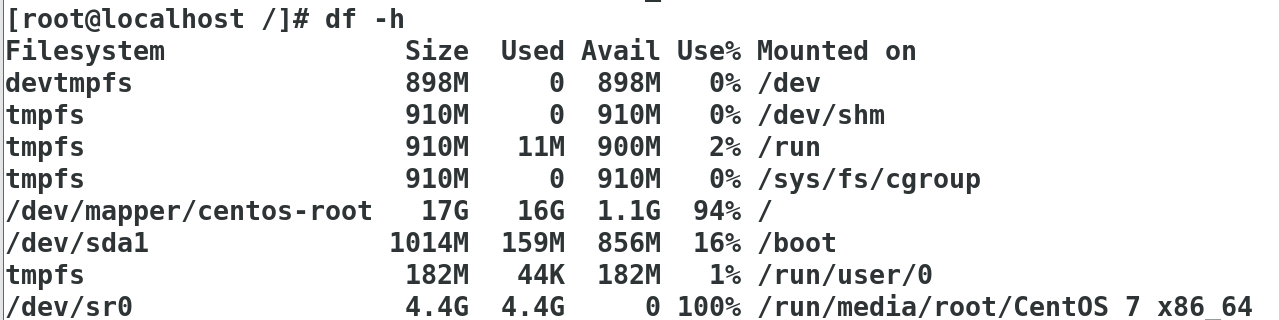 [root@localhost /]# df -h
Filesystem               Size  Used Avail Use% Mounted on
devtmpfs                 898M     0  898M   0% /dev
tmpfs                    910M     0  910M   0% /dev/shm
tmpfs                    910M   11M  900M   2% /run
tmpfs                    910M     0  910M   0% /sys/fs/cgroup
/dev/mapper/centos-root   17G   16G  1.1G  94% /
/dev/sda1               1014M  159M  856M  16% /boot
tmpfs                    182M   44K  182M   1% /run/user/0
/dev/sr0                 4.4G  4.4G     0 100% /run/media/root/CentOS 7 x86_64